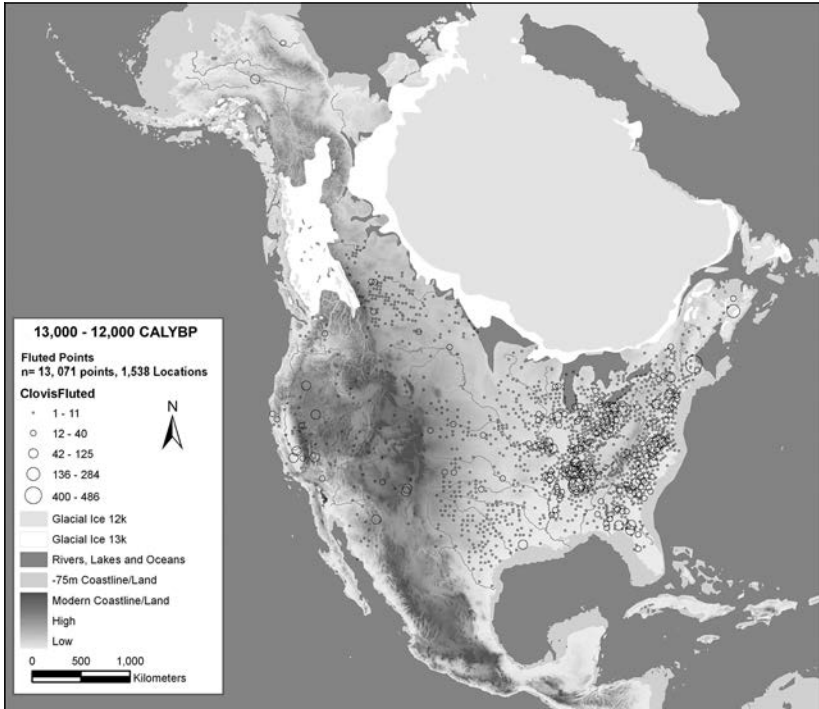 13,000 - 12,000 CALYBP
Fluted Points
n= 13, 071 points, 1,538 Locations
ClovisFluted
1 - 11
12 - 40
42 - 125
136 - 284
400 - 486
N
Glacial Ice 12k
Glacial Ice 13k
Rivers, Lakes and Oceans
-75m Coastline/Land
Modern Coastline/Land
High
Low
0 500 1,000
Kilometers